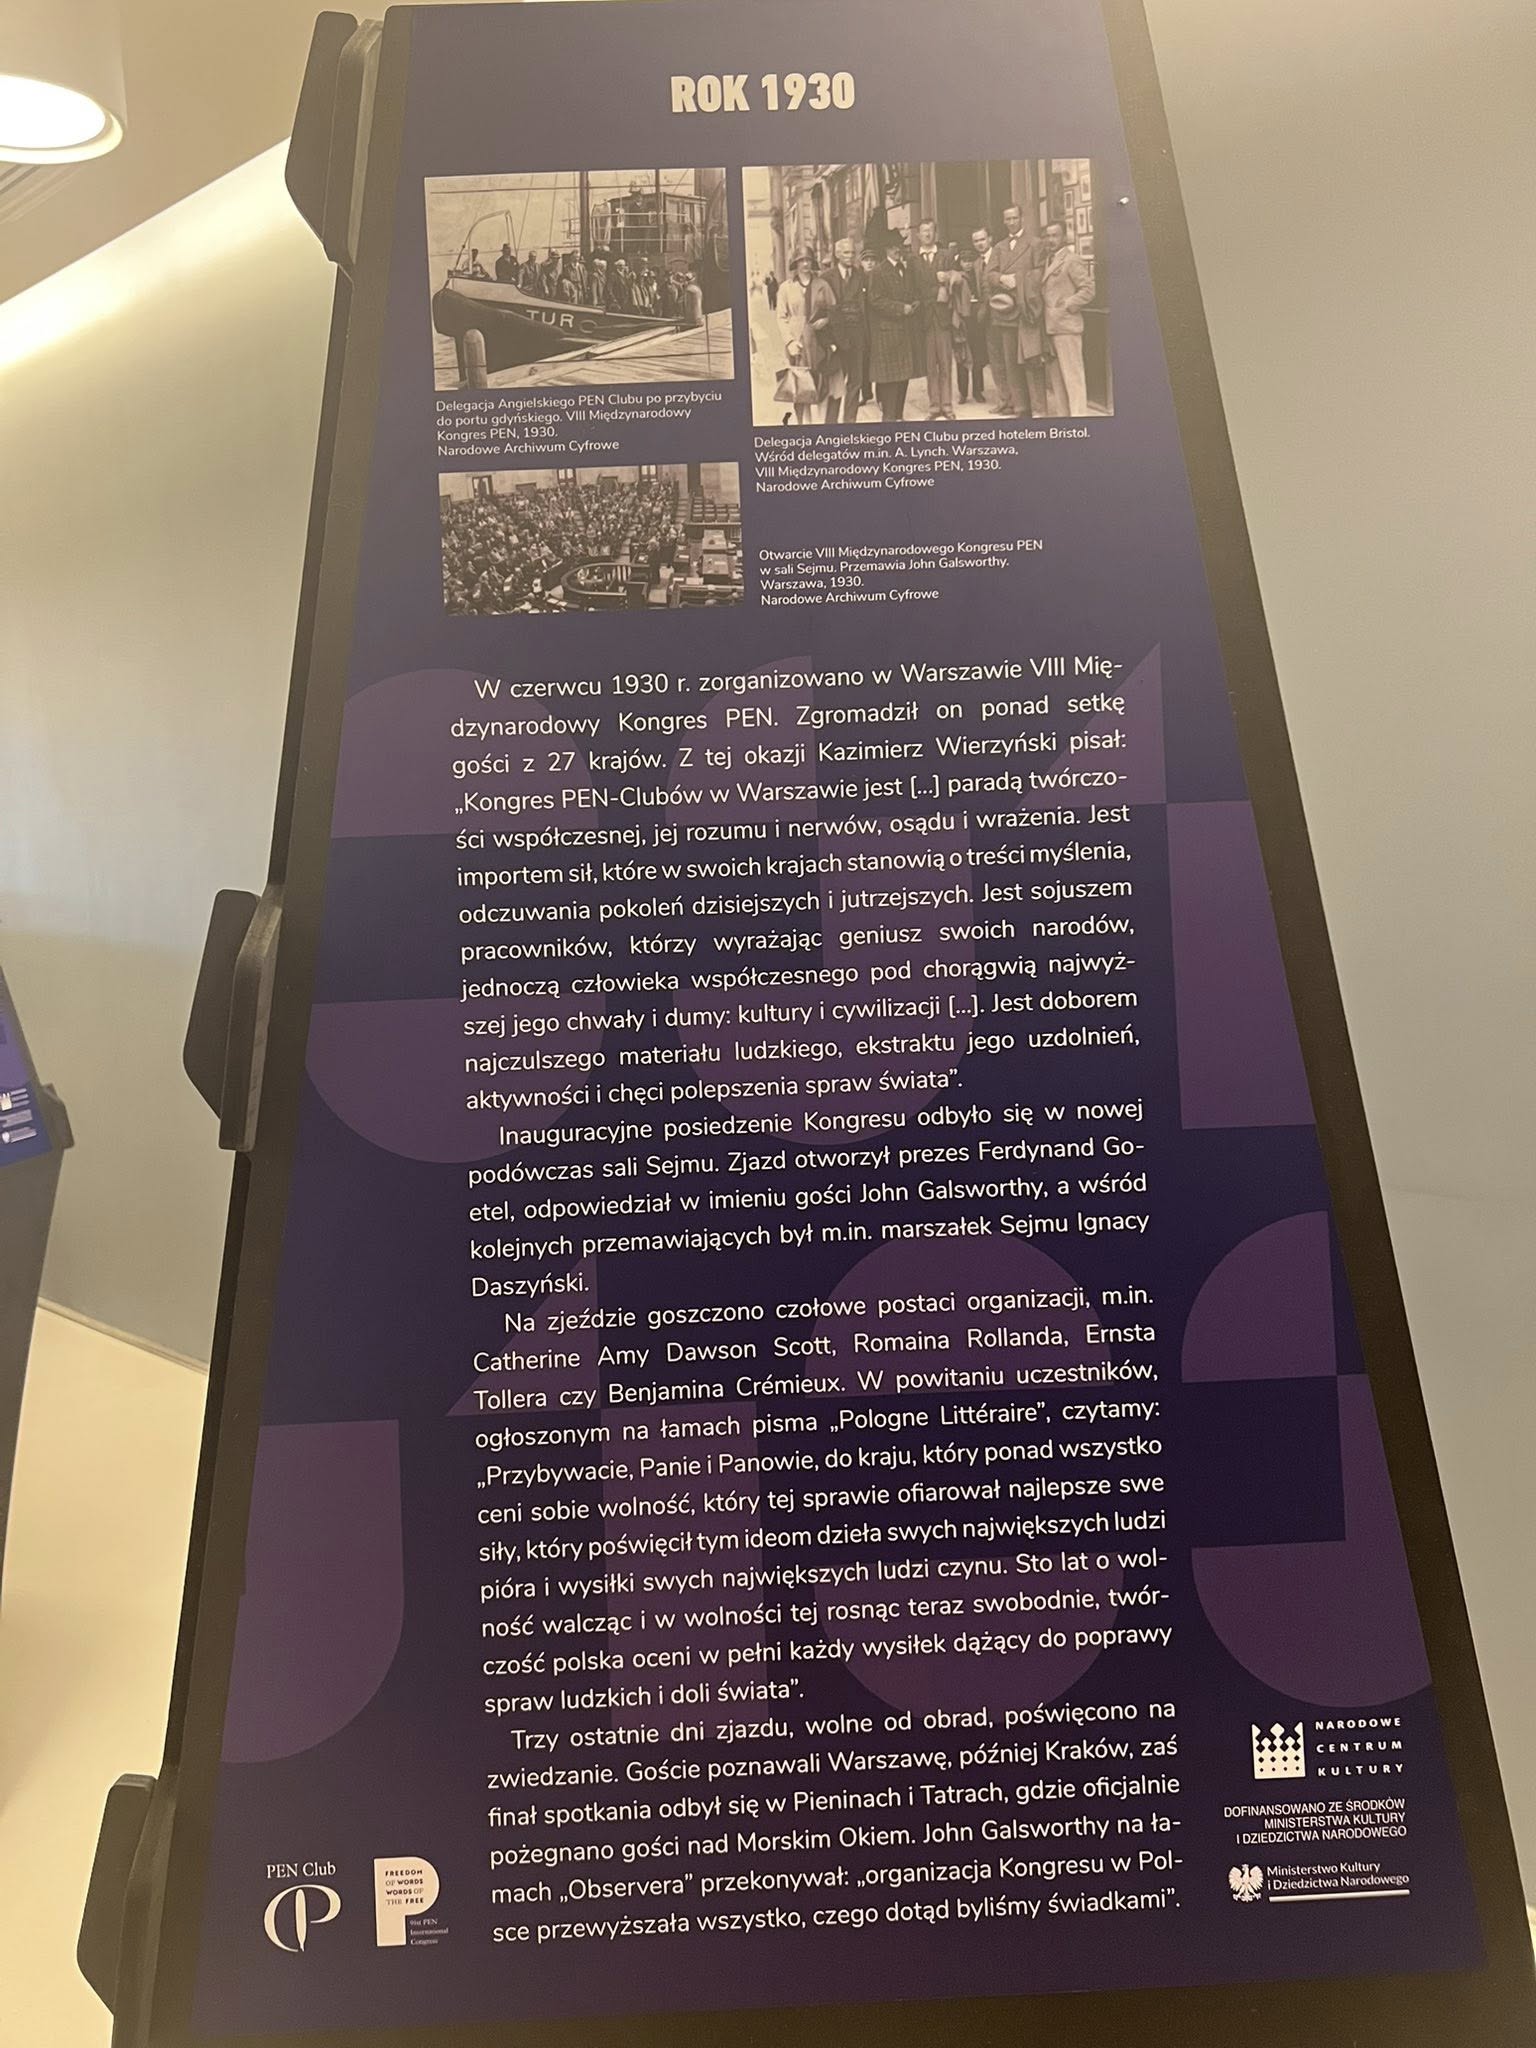 ROK 1930
TUR
Delegacja Angielskiego PEN Clubu po przybyciu
do portu gdyńskiego. VIII Międzynarodowy
Kongres PEN, 1930.
Narodowe Archiwum Cyfrowe
Delegacja Angielskiego PEN Clubu przed hotelem Bristol.
Wśród delegatów m.in. A. Lynch. Warszawa,
VIII Międzynarodowy Kongres PEN, 1930.
Narodowe Archiwum Cyfrowe
Otwarcie VIII Międzynarodowego Kongresu PEN
w sali Sejmu. Przemawia John Galsworthy.
Warszawa, 1930.
Narodowe Archiwum Cyfrowe
W czerwcu 1930 r. zorganizowano w Warszawie VIII Mię-
dzynarodowy Kongres PEN. Zgromadził on ponad setkę
gości z 27 krajów. Z tej okazji Kazimierz Wierzyński pisał:
„Kongres PEN-Clubów w Warszawie jest [...] paradą twórczo-
ści współczesnej, jej rozumu i nerwów, osądu i wrażenia. Jest
importem sił, które w swoich krajach stanowią o treści myślenia,
odczuwania pokoleń dzisiejszych i jutrzejszych. Jest sojuszem
pracowników, którzy wyrażając geniusz swoich narodów,
jednoczą człowieka współczesnego pod chorągwią najwyż-
szej jego chwały i dumy: kultury i cywilizacji [...]. Jest doborem
najczulszego materiału ludzkiego, ekstraktu jego uzdolnień,
aktywności i chęci polepszenia spraw świata”.
Inauguracyjne posiedzenie Kongresu odbyło się w nowej
podówczas sali Sejmu. Zjazd otworzył prezes Ferdynand Go-
etel, odpowiedział w imieniu gości John Galsworthy, a wśród
kolejnych przemawiających był m.in. marszałek Sejmu Ignacy
Daszyński.
Na zjeździe goszczono czołowe postaci organizacji, m.in.
Catherine Amy Dawson Scott, Romaina Rollanda, Ernsta
Tollera czy Benjamina Crémieux. W powitaniu uczestników,
ogłoszonym na łamach pisma „Pologne Littéraire”, czytamy:
„Przybywacie, Panie i Panowie, do kraju, który ponad wszystko
ceni sobie wolność, który tej sprawie ofiarował najlepsze swe
siły, który poświęcił tym ideom dzieła swych największych ludzi
pióra i wysiłki swych największych ludzi czynu. Sto lat o wol-
ność walcząc i w wolności tej rosnąc teraz swobodnie, twór-
czość polska oceni w pełni każdy wysiłek dążący do poprawy
spraw ludzkich i doli świata”.
Trzy ostatnie dni zjazdu, wolne od obrad, poświęcono na
zwiedzanie. Goście poznawali Warszawę, później Kraków, zaś
finał spotkania odbył się w Pieninach i Tatrach, gdzie oficjalnie
pożegnano gości nad Morskim Okiem. John Galsworthy na ła-
mach „Observera” przekonywał: „organizacja Kongresu w Pol-
sce przewyższała wszystko, czego dotąd byliśmy świadkami”.
PEN Club
FREEDOM
OF WORDS
WORDS OF
THE FREE
91st PEN
International
Congress
NARODOWE
CENTRUM
KULTURY
DOFINANSOWANO ZE ŚRODKÓW
MINISTERSTWA KULTURY
I DZIEDZICTWA NARODOWEGO
Ministerstwo Kultury
i Dziedzictwa Narodowego